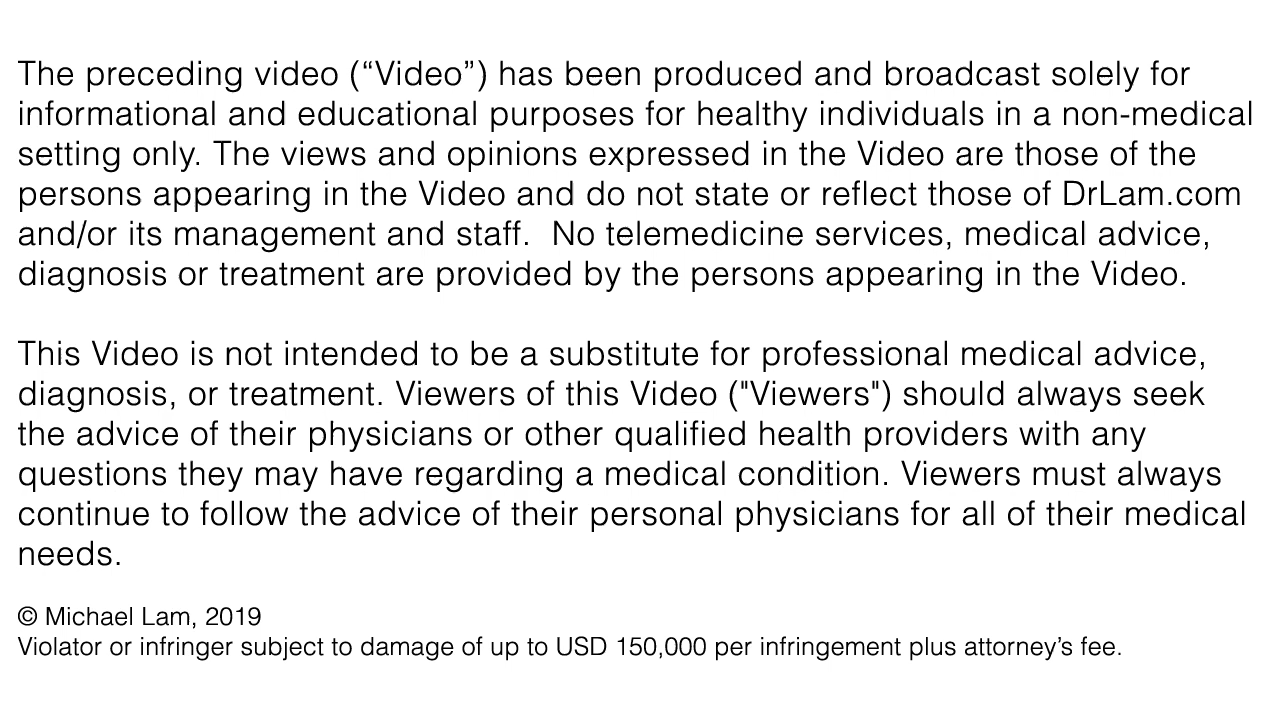 The preceding video (“Video”) has been produced and broadcast solely for
informational and educational purposes for healthy individuals in a non-medical
setting only. The views and opinions expressed in the Video are those of the
persons appearing in the Video and do not state or reflect those of DrLam.com
and/or its management and staff.  No telemedicine services, medical advice,
diagnosis or treatment are provided by the persons appearing in the Video.
This Video is not intended to be a substitute for professional medical advice,
diagnosis, or treatment. Viewers of this Video ("Viewers") should always seek
the advice of their physicians or other qualified health providers with any
questions they may have regarding a medical condition. Viewers must always
continue to follow the advice of their personal physicians for all of their medical
needs.
© Michael Lam, 2019
Violator or infringer subject to damage of up to USD 150,000 per infringement plus attorney’s fee.